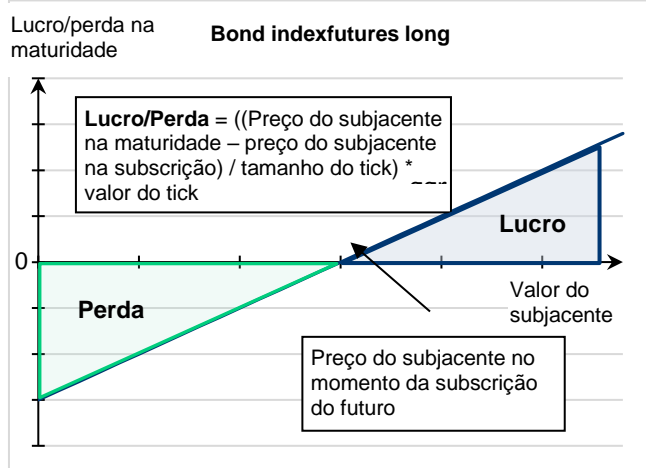 Lucro/perda na
maturidade
Bond indexfutures long
Lucro/Perda = ((Preço do subjacente
na maturidade – preço do subjacente
na subscrição) / tamanho do tick) *
valor do tick
Lucro
0
Perda
Valor do
subjacente
Preço do subjacente no
momento da subscrição
do futuro